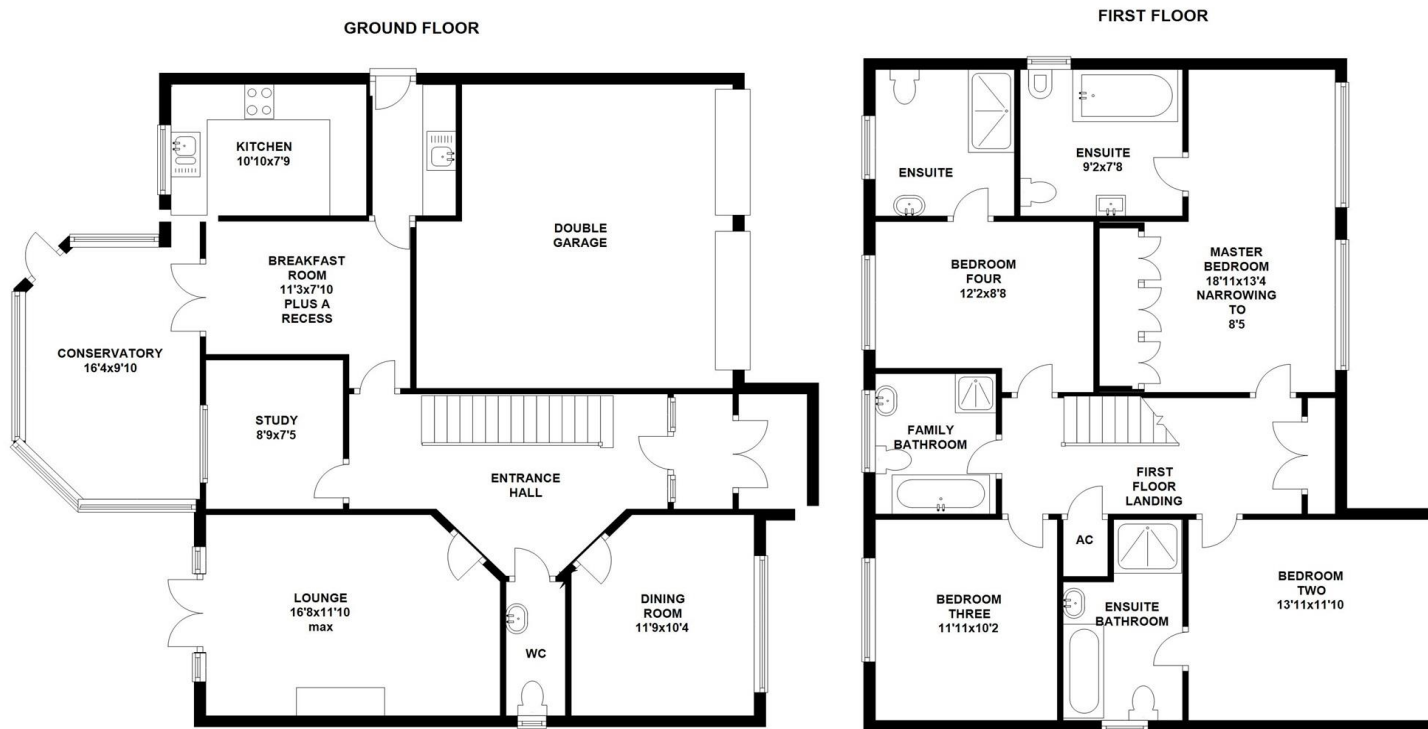 GROUND FLOOR
KITCHEN
10'10x7'9
BREAKFAST
ROOM
11'3x7'10
PLUS A
RECESS
DOUBLE
GARAGE
CONSERVATORY
16'4x9'10
STUDY
8'9x7'5
ENTRANCE
HALL
LOUNGE
16'8x11'10
max
WC
DINING
ROOM
11'9x10'4
FIRST FLOOR
ENSUITE
ENSUITE
9'2x7'8
BEDROOM
FOUR
12'2x8'8
MASTER
BEDROOM
18'11x13'4
NARROWING
TO
8'5
FAMILY
BATHROOM
FIRST
FLOOR
LANDING
AC
BEDROOM
THREE
11'11x10'2
ENSUITE
BATHROOM
BEDROOM
TWO
13'11x11'10